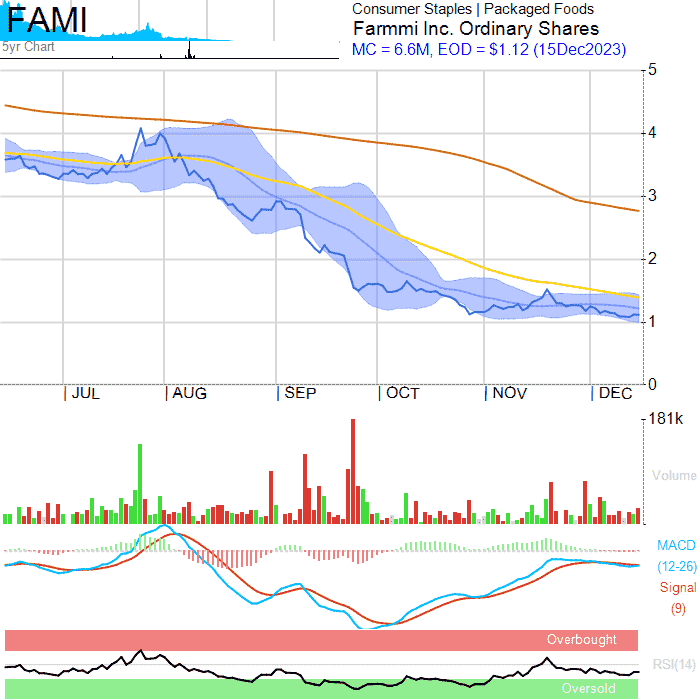 FAMI
Consumer Staples | Packaged Foods
Farmmi Inc. Ordinary Shares
MC = 6.6M, EOD = $1.12 (15Dec2023)
5yr Chart
5
4
3
2
1
0
JUL
AUG
SEP
OCT
NOV
DEC
181k
Volume
MACD
(12-26)
Signal
(9)
Overbought
RSI(14)
Oversold